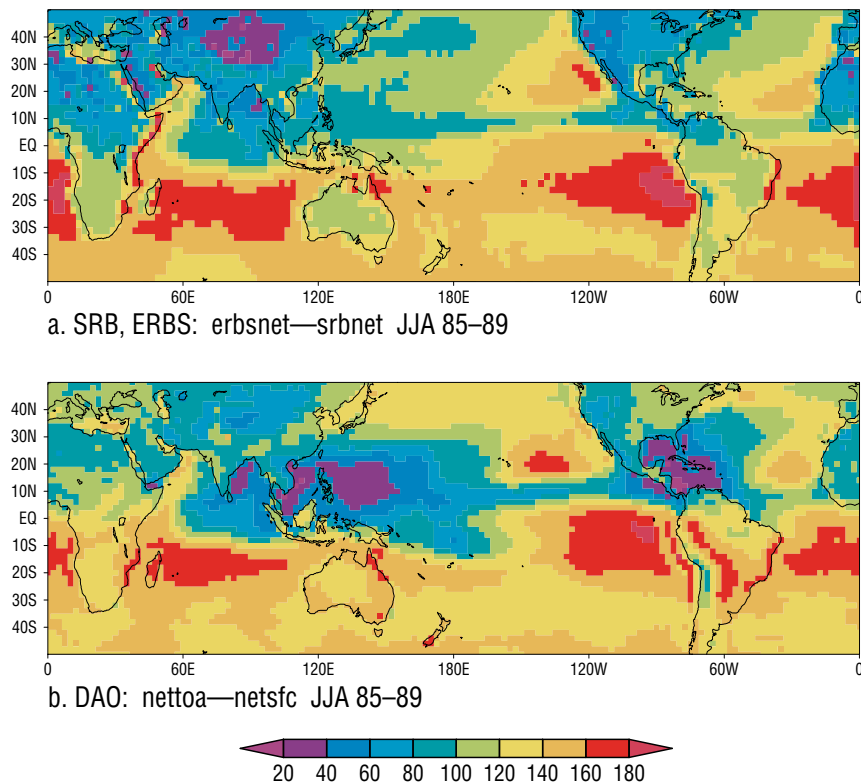 40N
30N
20N
10N
EQ
10S
20S
30S
40S
0 60E 120E 180E 120W 60W 0
a. SRB, ERBS: erbsnet—srbnet JJA 85–89
40N
30N
20N
10N
EQ
10S
20S
30S
40S
0 60E 120E 180E 120W 60W 0
b. DAO: nettoa—netsfc JJA 85–89
20 40 60 80 100 120 140 160 180